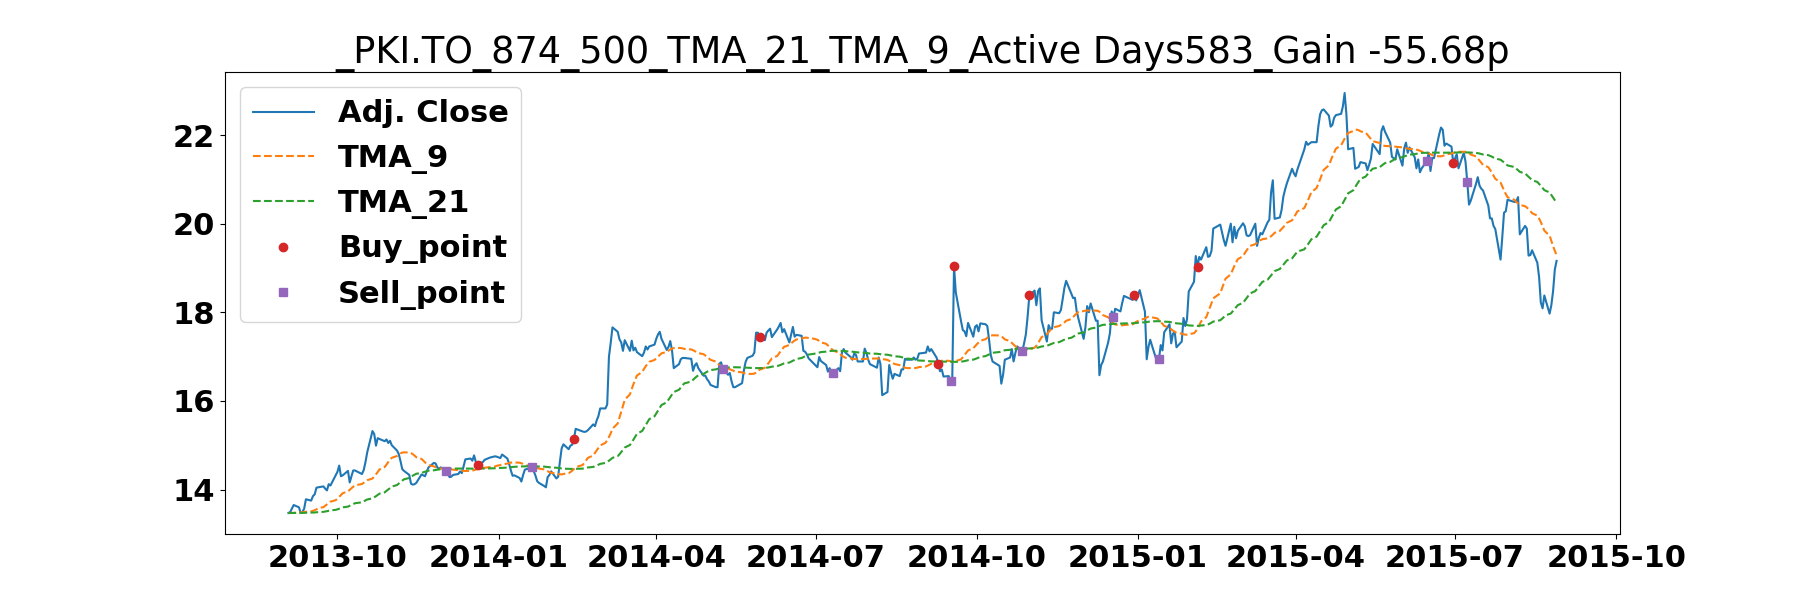 _PKI.TO_874_500_TMA_21_TMA_9_Active Days583_Gain -55.68p
Adj. Close
TMA_9
TMA_21
Buy_point
Sell_point
22
20
18
16
14
2013-10 2014-01 2014-04 2014-07 2014-10 2015-01 2015-04 2015-07 2015-10